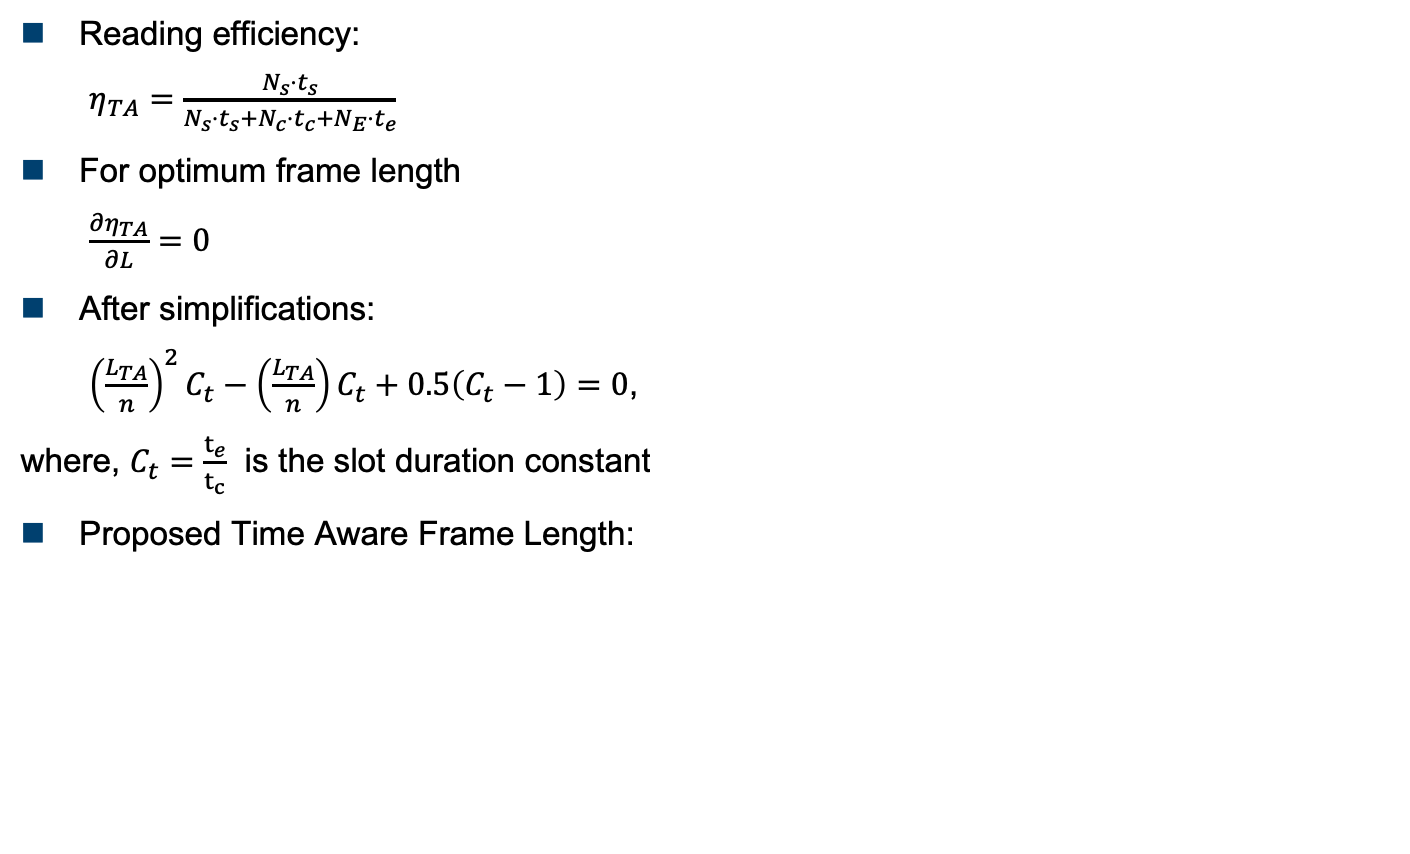 ■ Reading efficiency:
η_TA = N_s·t_s / (N_s·t_s+N_c·t_c+N_E·t_e)
■ For optimum frame length
∂η_TA / ∂L = 0
■ After simplifications:
(L_TA / n)² C_t − (L_TA / n) C_t + 0.5(C_t − 1) = 0,
where, C_t = t_e / t_c is the slot duration constant
■ Proposed Time Aware Frame Length: